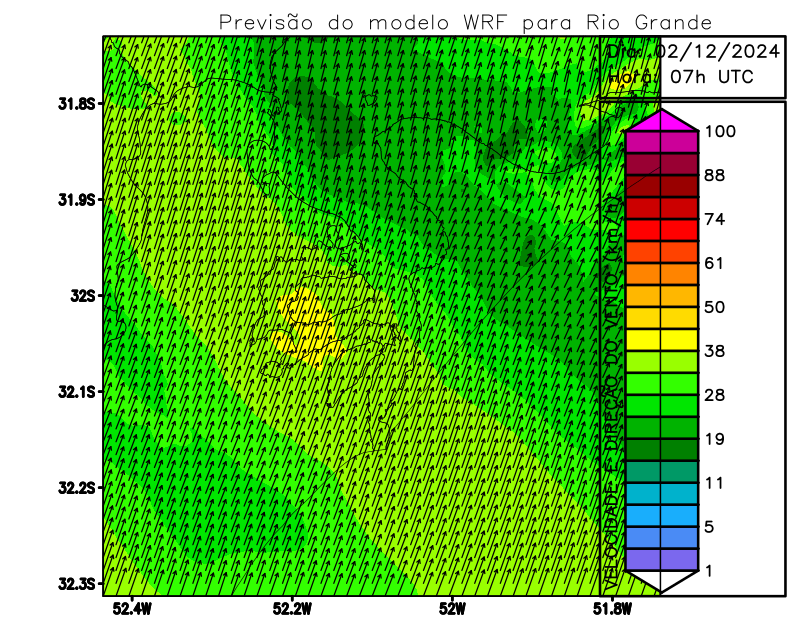 Previsão do modelo WRF para Rio Grande
Dia: 02/12/2024
Hora: 07h UTC
31.8S
31.9S
32S
32.1S
32.2S
32.3S
52.4W
52.2W
52W
51.8W
VELOCIDADE E DIREÇÃO DO VENTO (km/h)
100
88
74
61
50
38
28
19
11
5
1